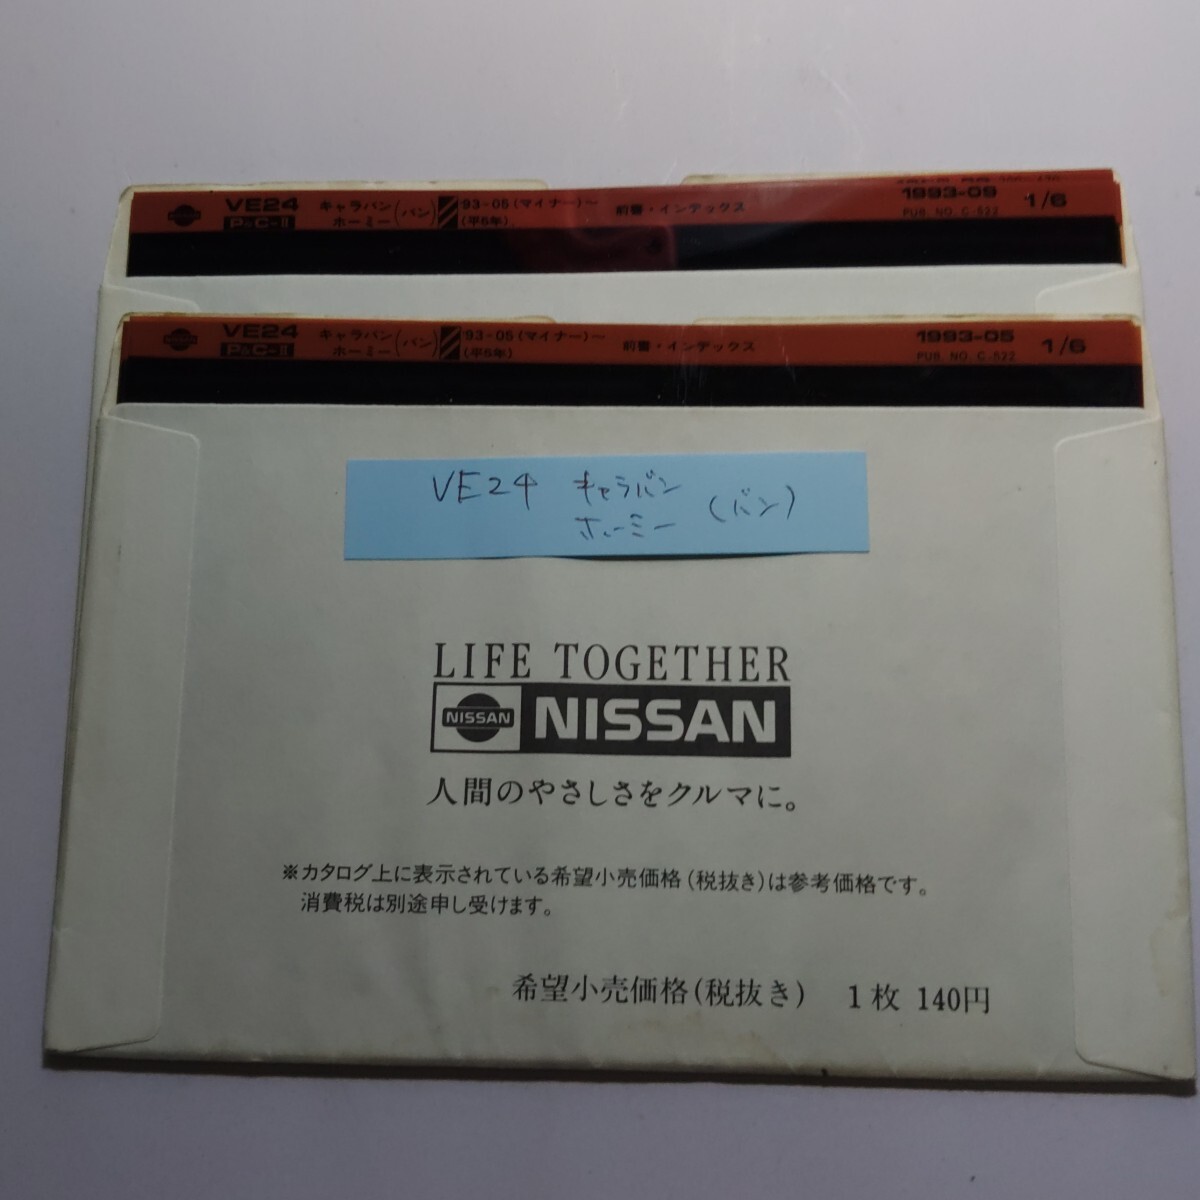 VE24 キャラバン (バン) '93-05 (マイナー)~ 前書・インデックス 1993-09 1/6
P&C-II ホーミー (平5年) PUB. NO. C-522
VE24 キャラバン (バン) '93-05 (マイナー)~ 前書・インデックス 1993-05 1/6
P&C-II ホーミー (平5年) PUB. NO. C-522
VE24 キャラバン (バン)
ホーミー
LIFE TOGETHER
NISSAN NISSAN
人間のやさしさをクルマに。
※カタログ上に表示されている希望小売価格(税抜き)は参考価格です。
消費税は別途申し受けます。
希望小売価格(税抜き) 1枚 140円